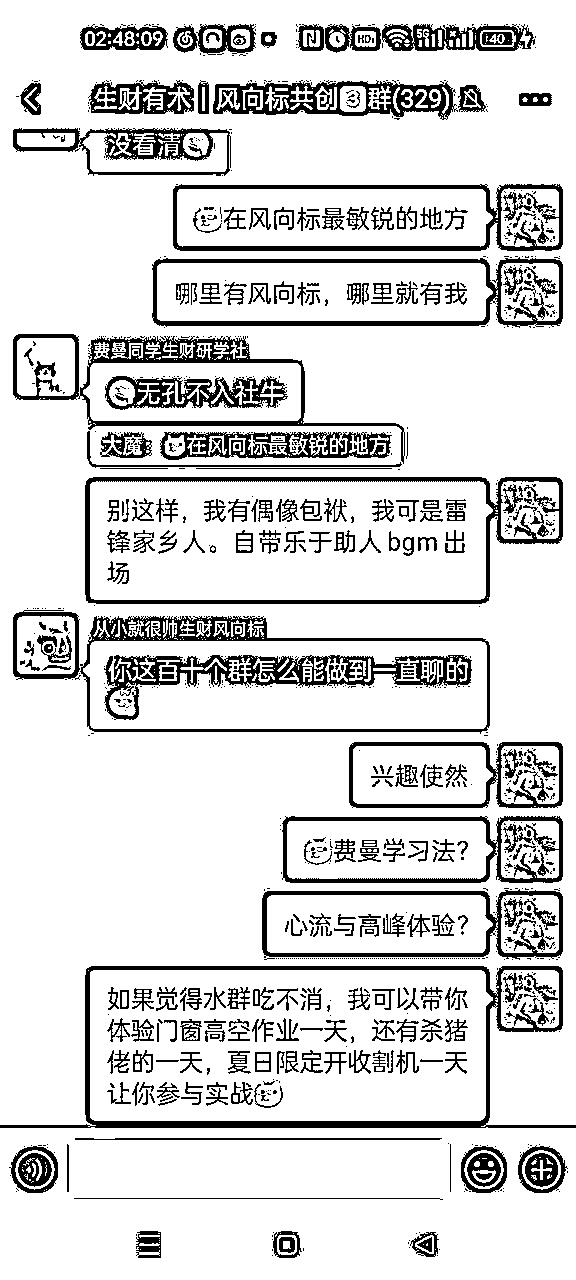 02:48:09
HD₁ 5G 40
生财有术丨风向标共创3群(329)
没看清
在风向标最敏锐的地方
哪里有风向标，哪里就有我
费曼同学生财研学社
无孔不入社牛
大魔：在风向标最敏锐的地方
别这样，我有偶像包袱，我可是雷
锋家乡人。自带乐于助人bgm出
场
从小就很帅生财风向标
你这百十个群怎么能做到一直聊的
兴趣使然
费曼学习法？
心流与高峰体验？
如果觉得水群吃不消，我可以带你
体验门窗高空作业一天，还有杀猪
佬的一天，夏日限定开收割机一天
让你参与实战